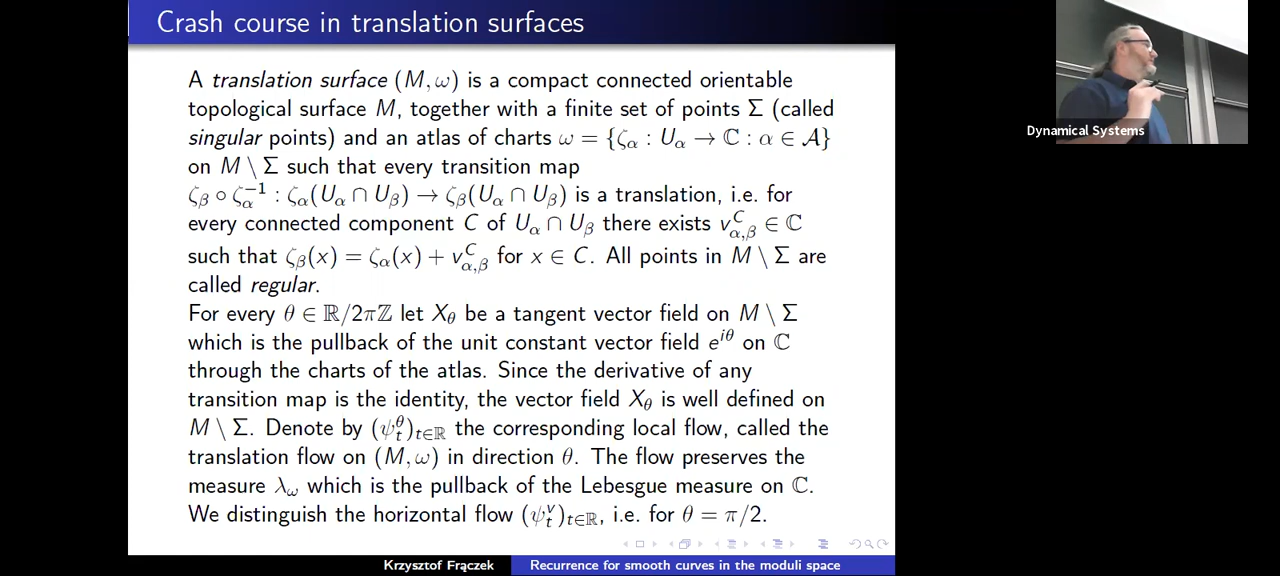 Crash course in translation surfaces
A translation surface (M, ω) is a compact connected orientable
topological surface M, together with a finite set of points Σ (called
singular points) and an atlas of charts ω = {ζ_α : U_α → ℂ : α ∈ 𝒜}
on M \ Σ such that every transition map
ζ_β ∘ ζ_α^{-1} : ζ_α(U_α ∩ U_β) → ζ_β(U_α ∩ U_β) is a translation, i.e. for
every connected component C of U_α ∩ U_β there exists v_{α,β}^C ∈ ℂ
such that ζ_β(x) = ζ_α(x) + v_{α,β}^C for x ∈ C. All points in M \ Σ are
called regular.
For every θ ∈ ℝ/2πℤ let X_θ be a tangent vector field on M \ Σ
which is the pullback of the unit constant vector field e^{iθ} on ℂ
through the charts of the atlas. Since the derivative of any
transition map is the identity, the vector field X_θ is well defined on
M \ Σ. Denote by (ψ_t^θ)_{t∈ℝ} the corresponding local flow, called the
translation flow on (M, ω) in direction θ. The flow preserves the
measure λ_ω which is the pullback of the Lebesgue measure on ℂ.
We distinguish the horizontal flow (ψ_t^v)_{t∈ℝ}, i.e. for θ = π/2.
Krzysztof Frączek
Recurrence for smooth curves in the moduli space
Dynamical Systems